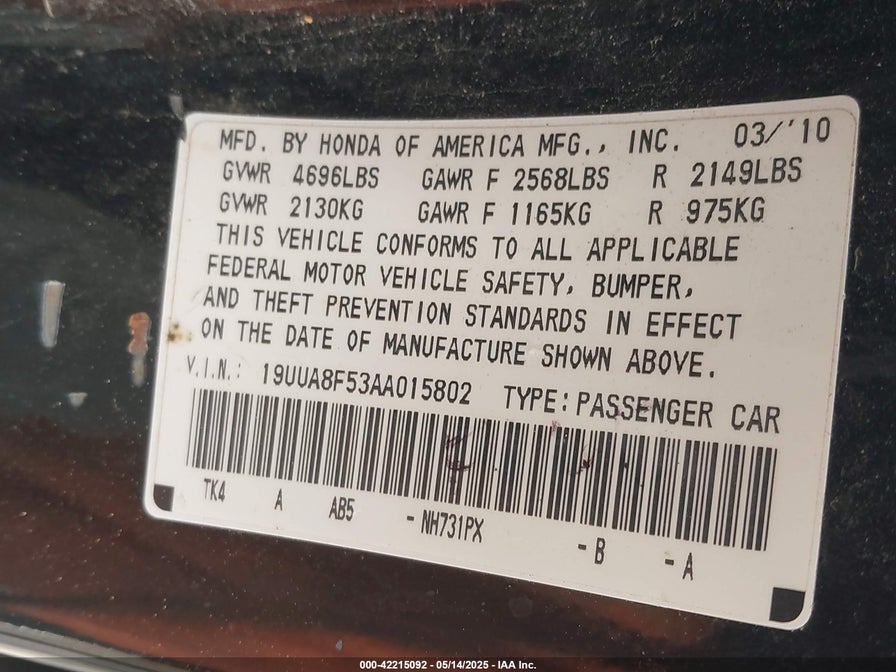 MFD. BY HONDA OF AMERICA MFG., INC. 03/'10
GVWR 4696LBS GAWR F 2568LBS R 2149LBS
GVWR 2130KG GAWR F 1165KG R 975KG
THIS VEHICLE CONFORMS TO ALL APPLICABLE
FEDERAL MOTOR VEHICLE SAFETY, BUMPER,
AND THEFT PREVENTION STANDARDS IN EFFECT
ON THE DATE OF MANUFACTURE SHOWN ABOVE.
V.I.N.: 19UUA8F53AA015802 TYPE: PASSENGER CAR
TK4 A AB5 - NH731PX - B - A
000-42215092 - 05/14/2025 - IAA Inc.